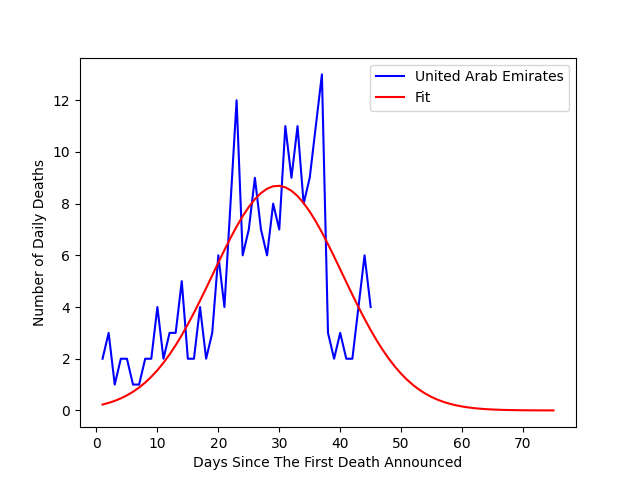 United Arab Emirates
Fit
12
10
8
6
4
2
0
Number of Daily Deaths
0 10 20 30 40 50 60 70
Days Since The First Death Announced